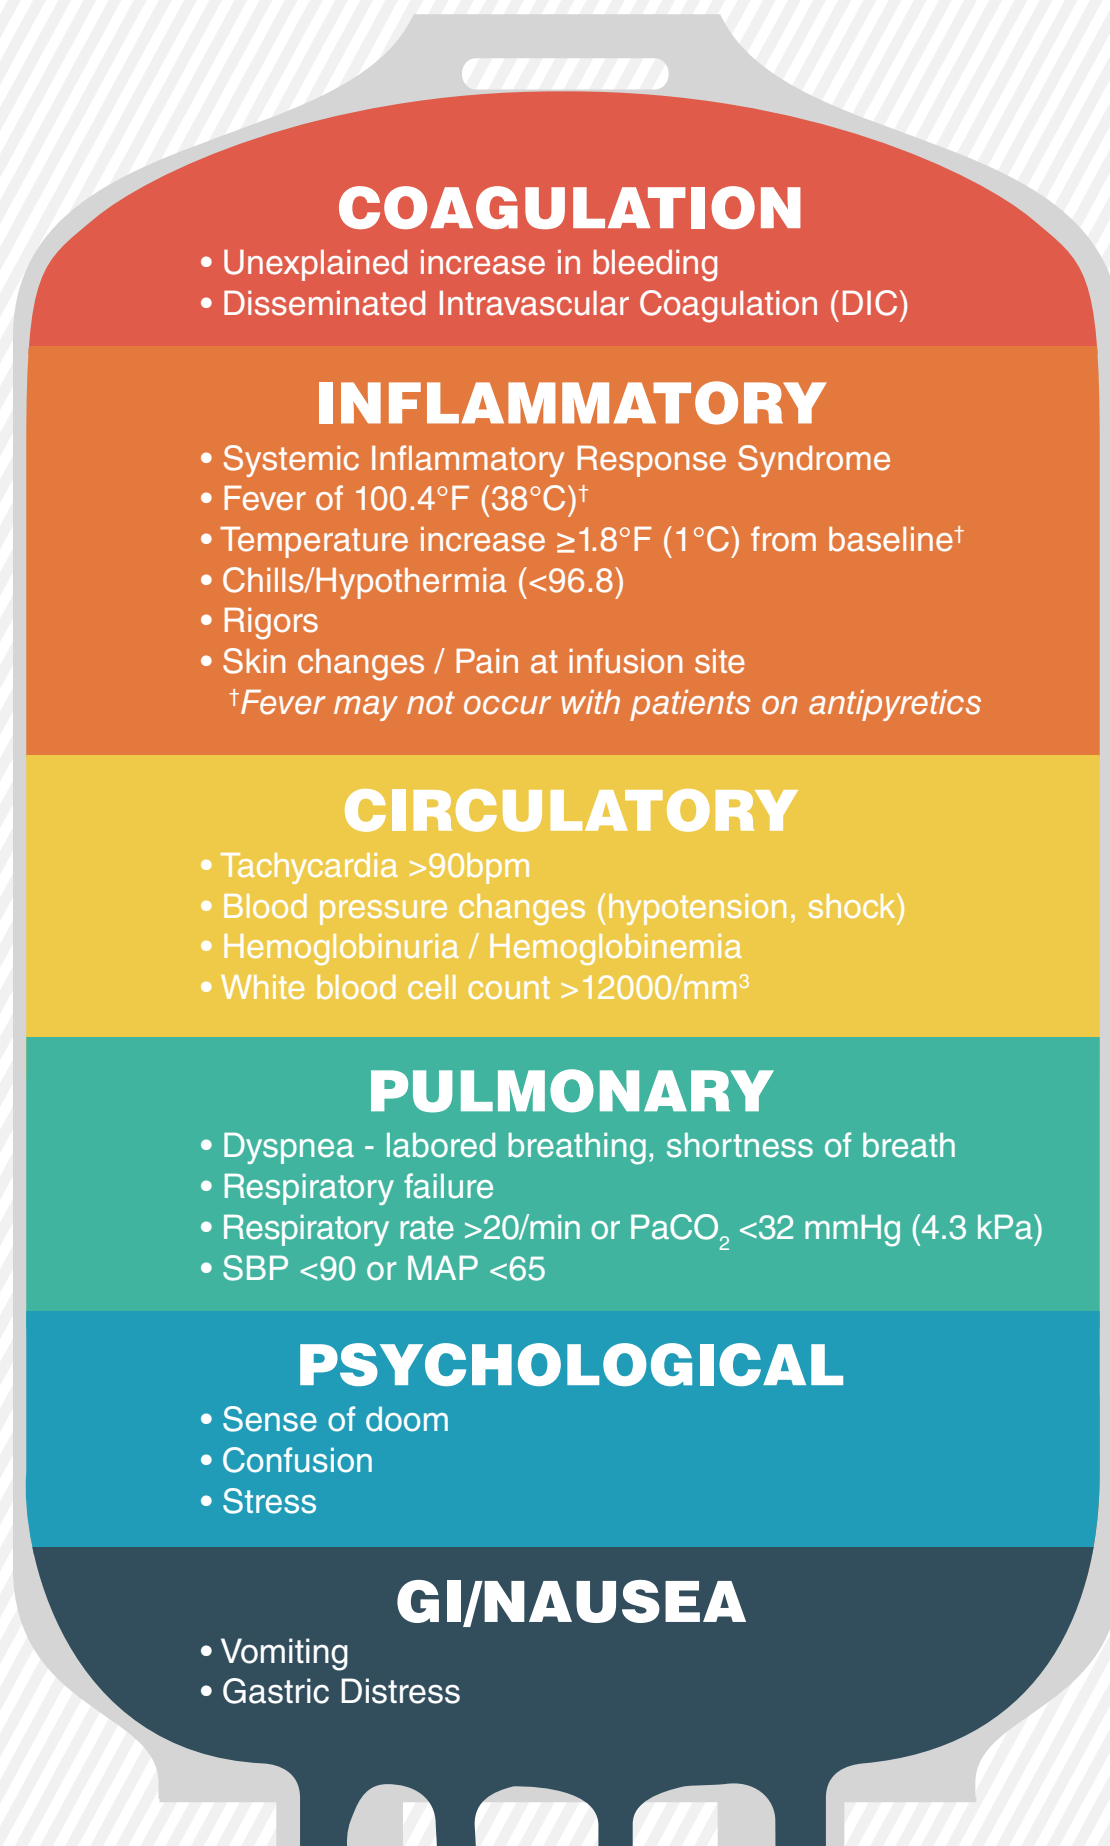 COAGULATION
• Unexplained increase in bleeding
• Disseminated Intravascular Coagulation (DIC)
INFLAMMATORY
• Systemic Inflammatory Response Syndrome
• Fever of 100.4°F (38°C)†
• Temperature increase ≥1.8°F (1°C) from baseline†
• Chills/Hypothermia (<96.8)
• Rigors
• Skin changes / Pain at infusion site
†Fever may not occur with patients on antipyretics
CIRCULATORY
• Tachycardia >90bpm
• Blood pressure changes (hypotension, shock)
• Hemoglobinuria / Hemoglobinemia
• White blood cell count >12000/mm³
PULMONARY
• Dyspnea - labored breathing, shortness of breath
• Respiratory failure
• Respiratory rate >20/min or PaCO₂ <32 mmHg (4.3 kPa)
• SBP <90 or MAP <65
PSYCHOLOGICAL
• Sense of doom
• Confusion
• Stress
GI/NAUSEA
• Vomiting
• Gastric Distress